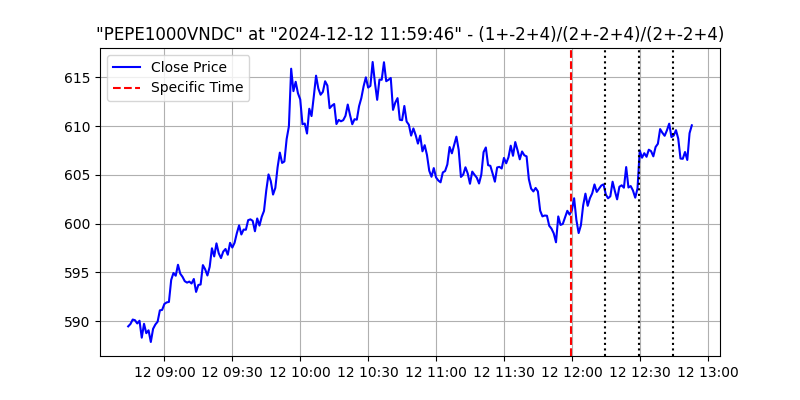 "PEPE1000VNDC" at "2024-12-12 11:59:46" - (1+-2+4)/(2+-2+4)/(2+-2+4)
Close Price
Specific Time
615
610
605
600
595
590
12 09:00 12 09:30 12 10:00 12 10:30 12 11:00 12 11:30 12 12:00 12 12:30 12 13:00